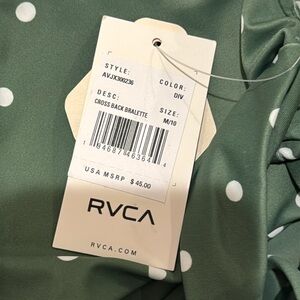 STYLE: COLOR:
AVJX300236 DIV
DESC: SIZE:
CROSS BACK BRALETTE M/10
USA MSRP $ 45.00
RVCA
RVCA.COM